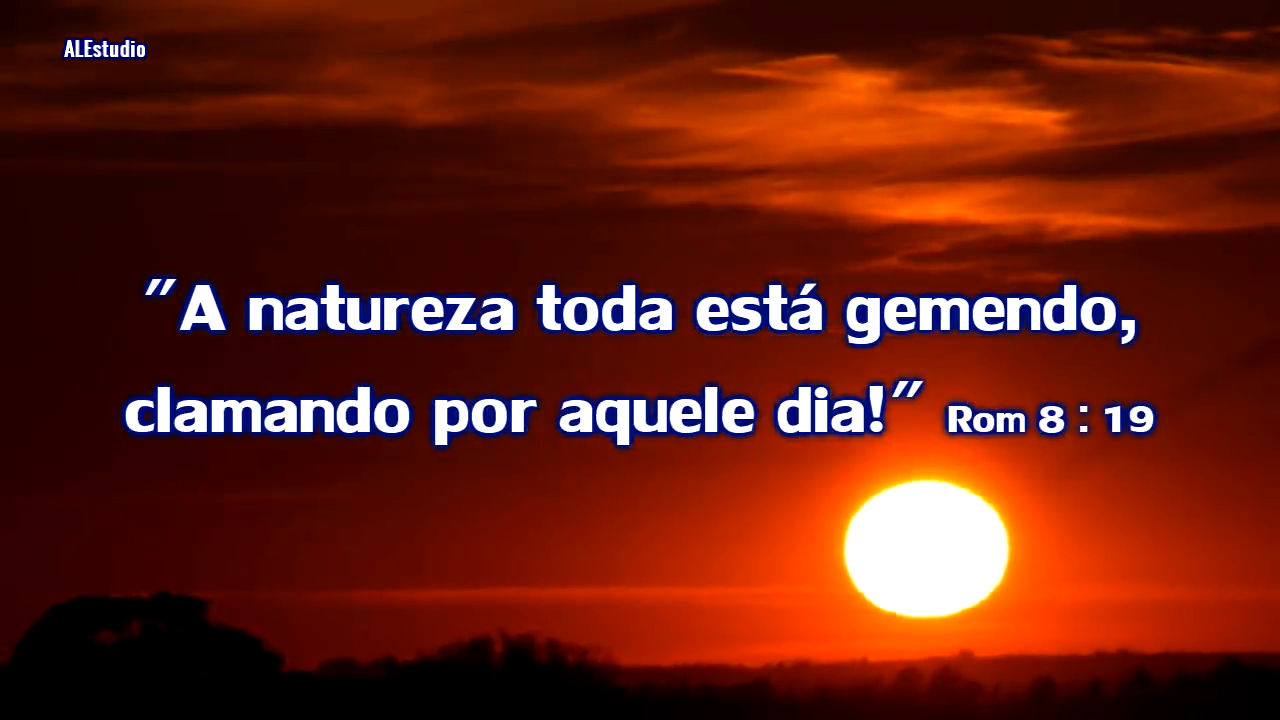 ALEstudio
"A natureza toda está gemendo,
clamando por aquele dia!" Rom 8 : 19